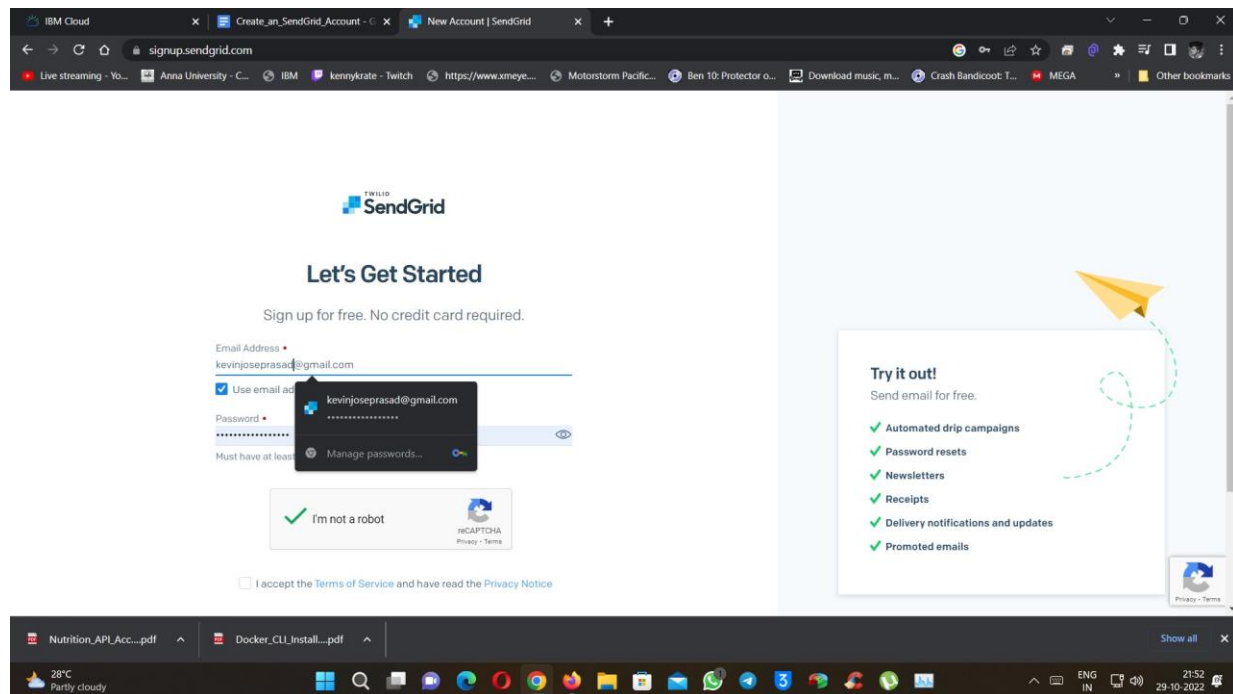 IBM Cloud
Create_an_SendGrid_Account - G
New Account | SendGrid
signup.sendgrid.com
Live streaming - Yo...
Anna University - C...
IBM
kennykrate - Twitch
https://www.xmeye....
Motorstorm Pacific...
Ben 10: Protector o...
Download music, m...
Crash Bandicoot: T...
MEGA
»
Other bookmarks
TWILIO
SendGrid
Let's Get Started
Sign up for free. No credit card required.
Email Address •
kevinjoseprasad@gmail.com
Use email ad
kevinjoseprasad@gmail.com
•••••••••••••••••
Password •
•••••••••••••••••
Manage passwords...
Must have at least
I'm not a robot
reCAPTCHA
Privacy - Terms
I accept the Terms of Service and have read the Privacy Notice
Try it out!
Send email for free.
Automated drip campaigns
Password resets
Newsletters
Receipts
Delivery notifications and updates
Promoted emails
Privacy - Terms
Nutrition_API_Acc....pdf
Docker_CLI_Install....pdf
Show all
28°C
Partly cloudy
ENG
IN
21:52
29-10-2022